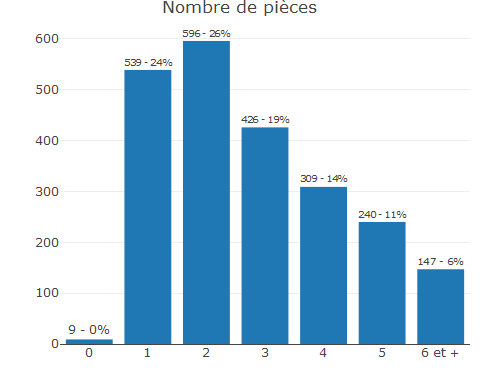 Nombre de pièces
600
500
400
300
200
100
0
9 - 0%
539 - 24%
596 - 26%
426 - 19%
309 - 14%
240 - 11%
147 - 6%
0 1 2 3 4 5 6 et +